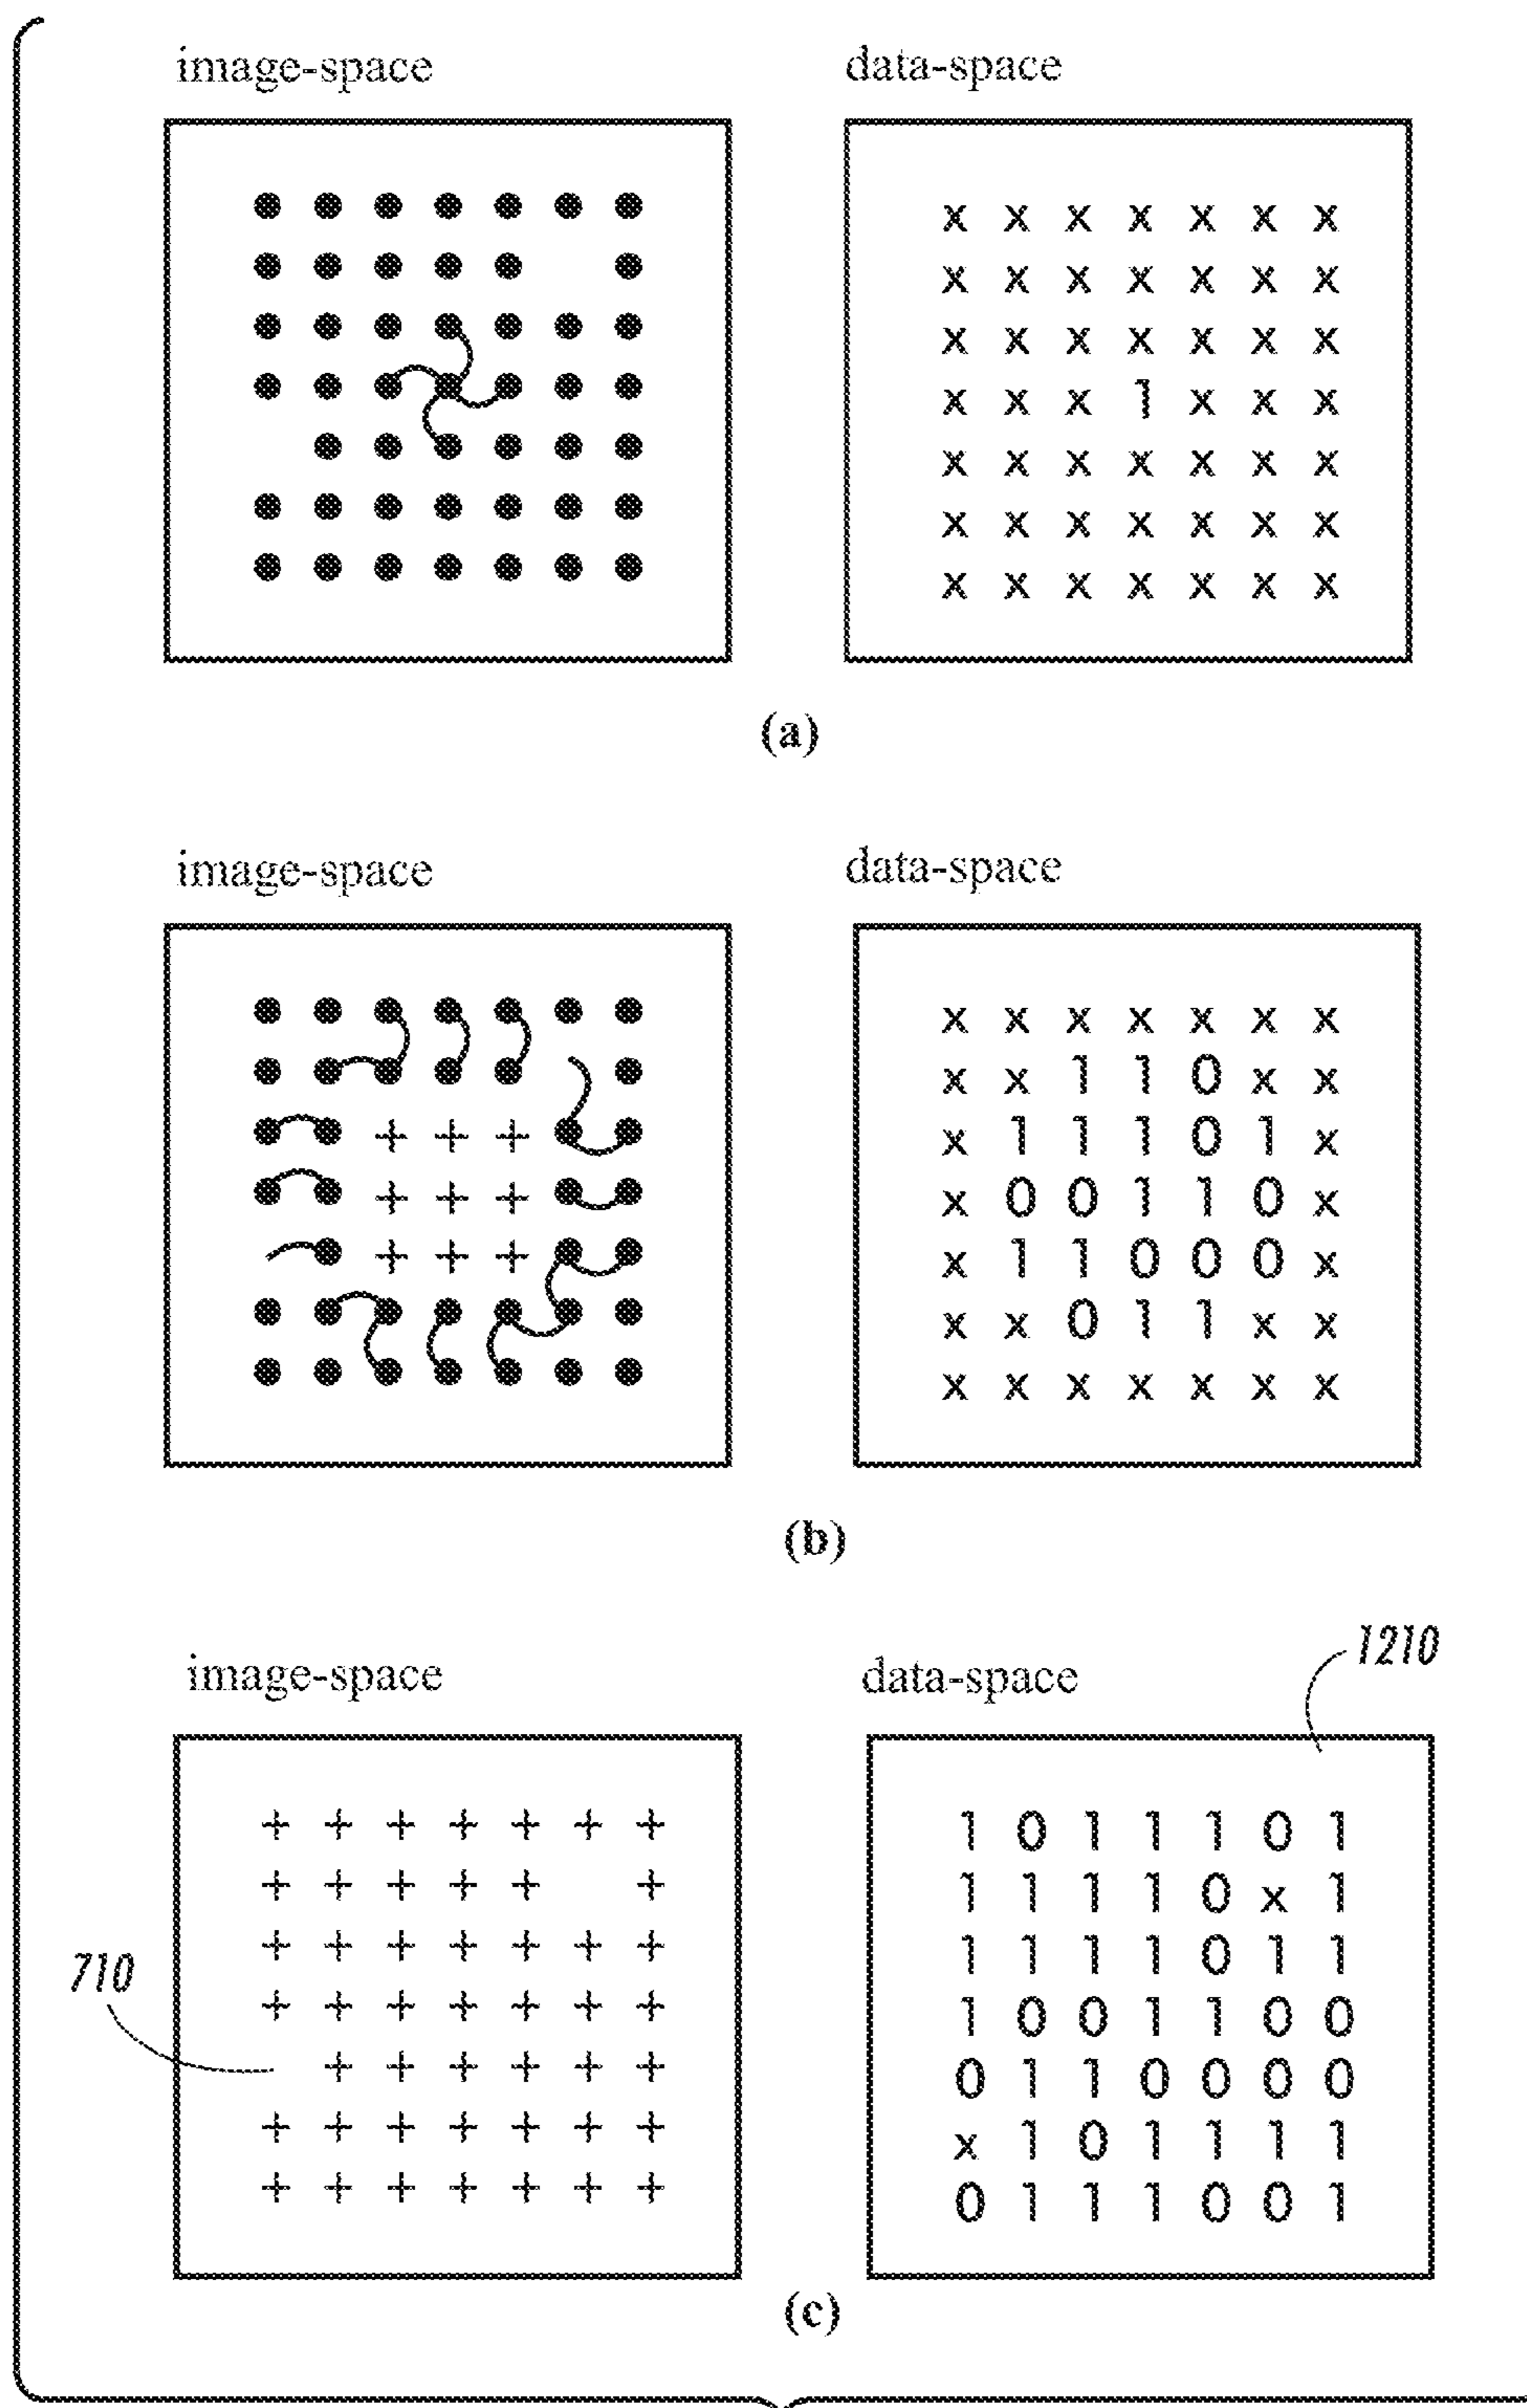 image-space data-space
x x x x x x x
x x x x x x x
x x x x x x x
x x x 1 x x x
x x x x x x x
x x x x x x x
x x x x x x x
(a)
image-space data-space
x x x x x x x
x x 1 1 0 x x
+ + + x 1 1 1 0 1 x
+ + + x 0 0 1 1 0 x
+ + + x 1 1 0 0 0 x
x x 0 1 1 x x
x x x x x x x
(b)
1210
image-space data-space
+ + + + + + + 1 0 1 1 1 0 1
+ + + + + + 1 1 1 1 0 x 1
+ + + + + + + 1 1 1 1 0 1 1
710
+ + + + + + + 1 0 0 1 1 0 0
+ + + + + + 0 1 1 0 0 0 0
+ + + + + + + x 1 0 1 1 1 1
+ + + + + + + 0 1 1 1 0 0 1
(c)